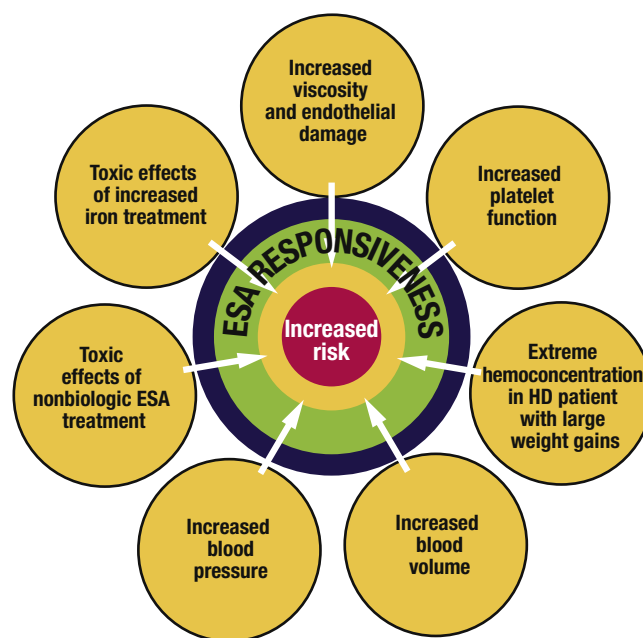 Increased
viscosity
and endothelial
damage
Toxic effects
of increased
iron treatment
Increased
platelet
function
ESA RESPONSIVENESS
Increased
risk
Toxic
effects of
nonbiologic ESA
treatment
Extreme
hemoconcentration
in HD patient
with large
weight gains
Increased
blood
pressure
Increased
blood
volume